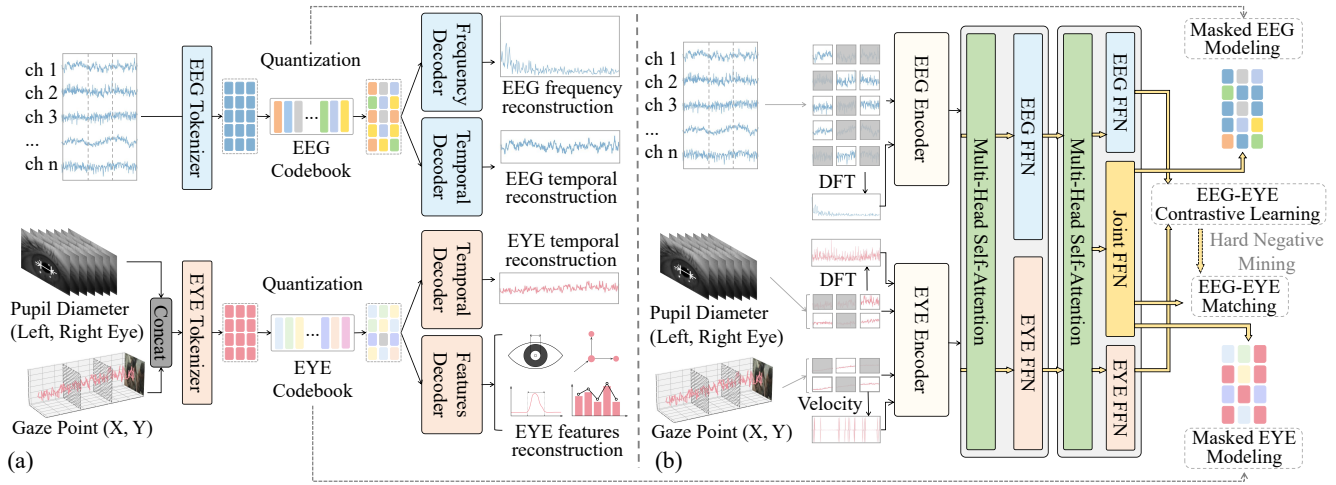 ch 1
ch 2
ch 3
...
ch n
EEG Tokenizer
Quantization
...
EEG
Codebook
Frequency
Decoder
EEG frequency
reconstruction
Temporal
Decoder
EEG temporal
reconstruction
Pupil Diameter
(Left, Right Eye)
Gaze Point (X, Y)
Concat
EYE Tokenizer
Quantization
...
EYE
Codebook
Temporal
Decoder
EYE temporal
reconstruction
Features
Decoder
EYE features
reconstruction
(a)
ch 1
ch 2
ch 3
...
ch n
DFT
EEG Encoder
Pupil Diameter
(Left, Right Eye)
Gaze Point (X, Y)
DFT
Velocity
EYE Encoder
Multi-Head Self-Attention
EEG FFN
EYE FFN
Multi-Head Self-Attention
EEG FFN
Joint FFN
EYE FFN
Masked EEG
Modeling
EEG-EYE
Contrastive Learning
Hard Negative
Mining
EEG-EYE
Matching
Masked EYE
Modeling
(b)